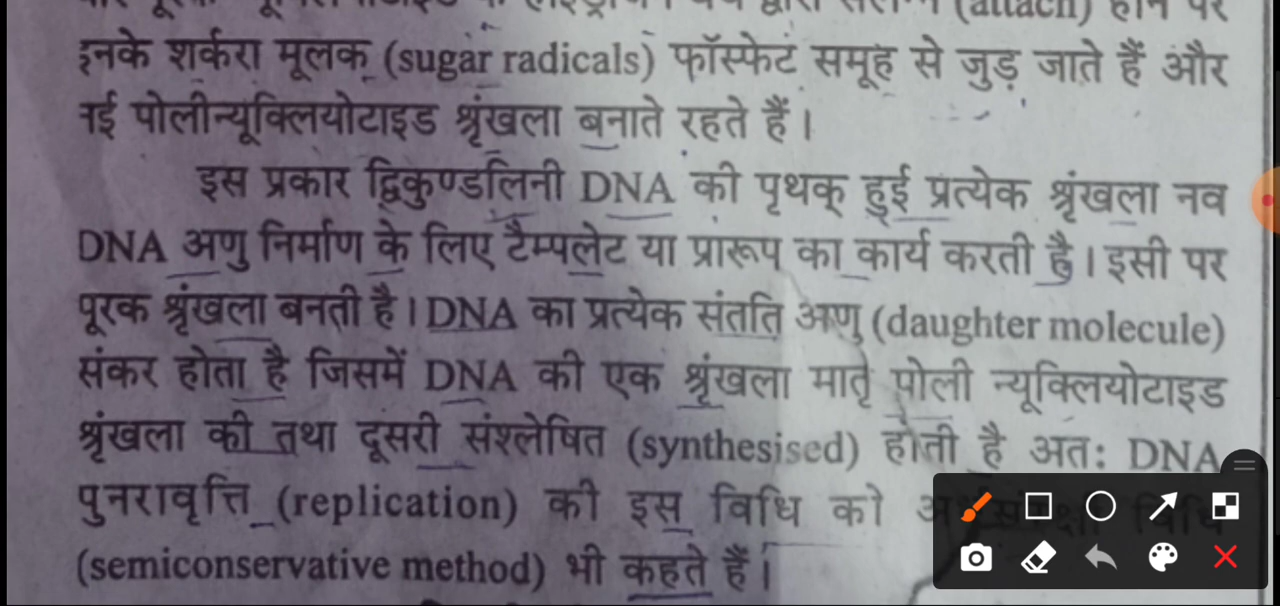 (attach) होने पर
इनके शर्करा मूलक (sugar radicals) फॉस्फेट समूह से जुड़ जाते हैं और
नई पोलीन्यूक्लियोटाइड श्रृंखला बनाते रहते हैं।
इस प्रकार द्विकुण्डलिनी DNA की पृथक् हुई प्रत्येक श्रृंखला नव
DNA अणु निर्माण के लिए टैम्पलेट या प्रारूप का कार्य करती है। इसी पर
पूरक श्रृंखला बनती है। DNA का प्रत्येक संतति अणु (daughter molecule)
संकर होता है जिसमें DNA की एक श्रृंखला मातृ पोली न्यूक्लियोटाइड
श्रृंखला की तथा दूसरी संश्लेषित (synthesised) होती है अतः DNA
पुनरावृत्ति (replication) की इस विधि को
(semiconservative method) भी कहते हैं।